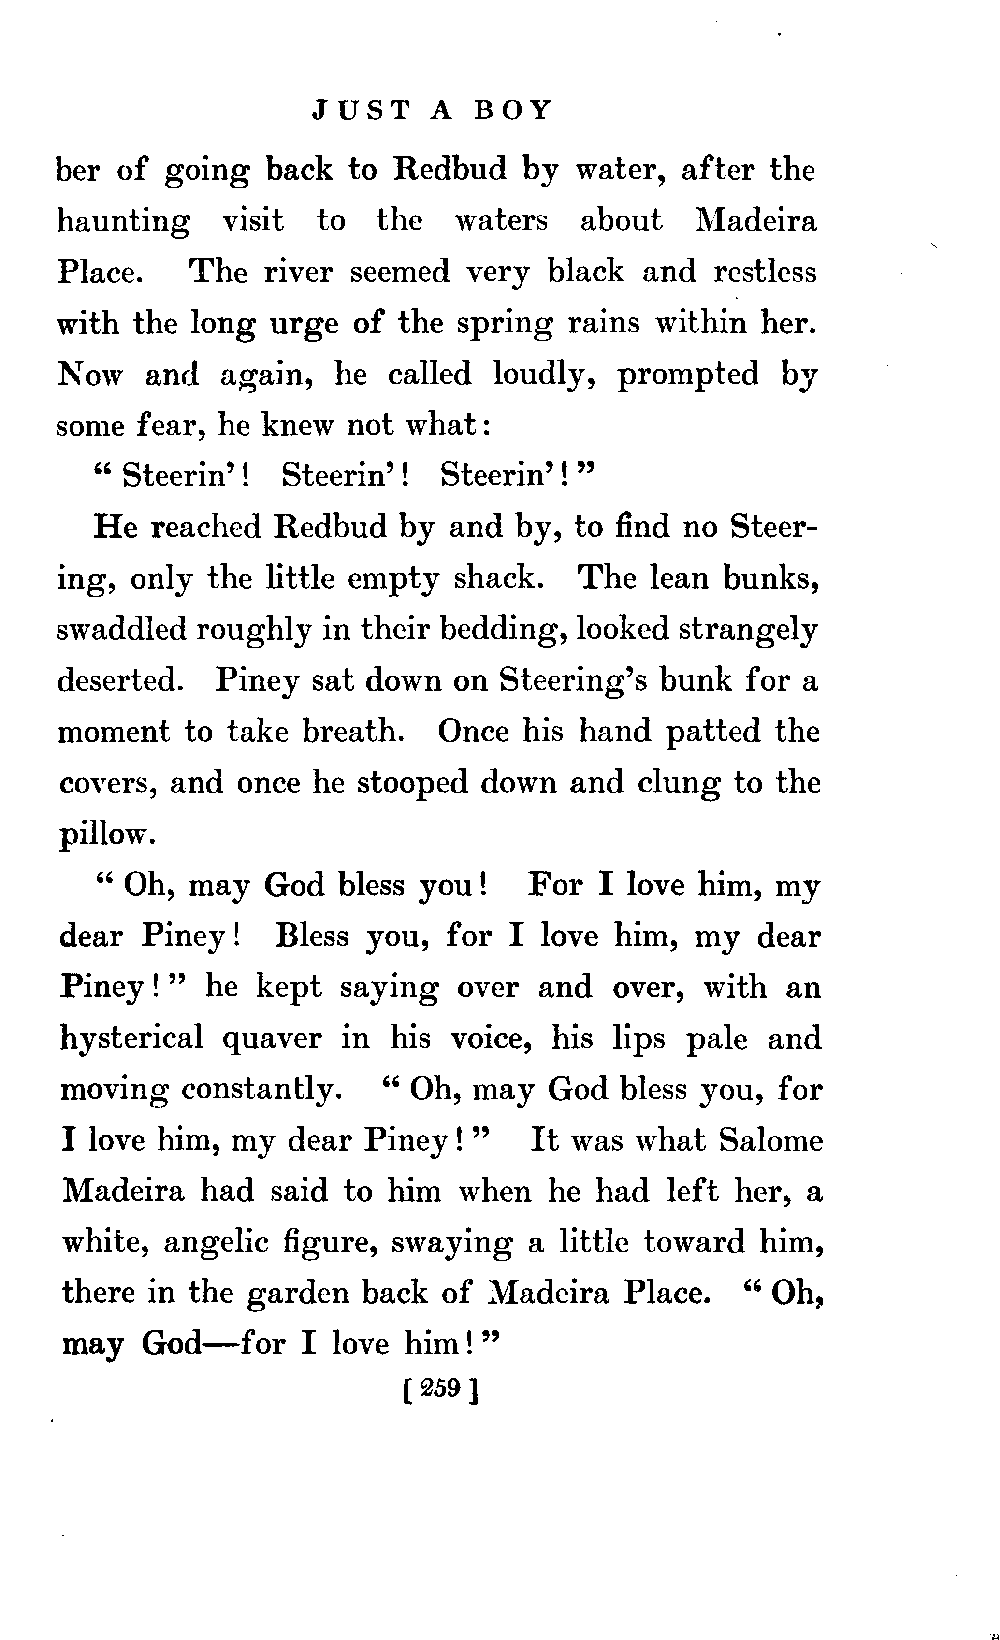 JUST A BOY
ber of going back to Redbud by water, after the
haunting visit to the waters about Madeira
Place. The river seemed very black and restless
with the long urge of the spring rains within her.
Now and again, he called loudly, prompted by
some fear, he knew not what:
“ Steerin’! Steerin’! Steerin’! ”
He reached Redbud by and by, to find no Steer-
ing, only the little empty shack. The lean bunks,
swaddled roughly in their bedding, looked strangely
deserted. Piney sat down on Steering’s bunk for a
moment to take breath. Once his hand patted the
covers, and once he stooped down and clung to the
pillow.
“ Oh, may God bless you! For I love him, my
dear Piney! Bless you, for I love him, my dear
Piney! ” he kept saying over and over, with an
hysterical quaver in his voice, his lips pale and
moving constantly. “ Oh, may God bless you, for
I love him, my dear Piney! ” It was what Salome
Madeira had said to him when he had left her, a
white, angelic figure, swaying a little toward him,
there in the garden back of Madeira Place. “ Oh,
may God—for I love him! ”
[ 259 ]